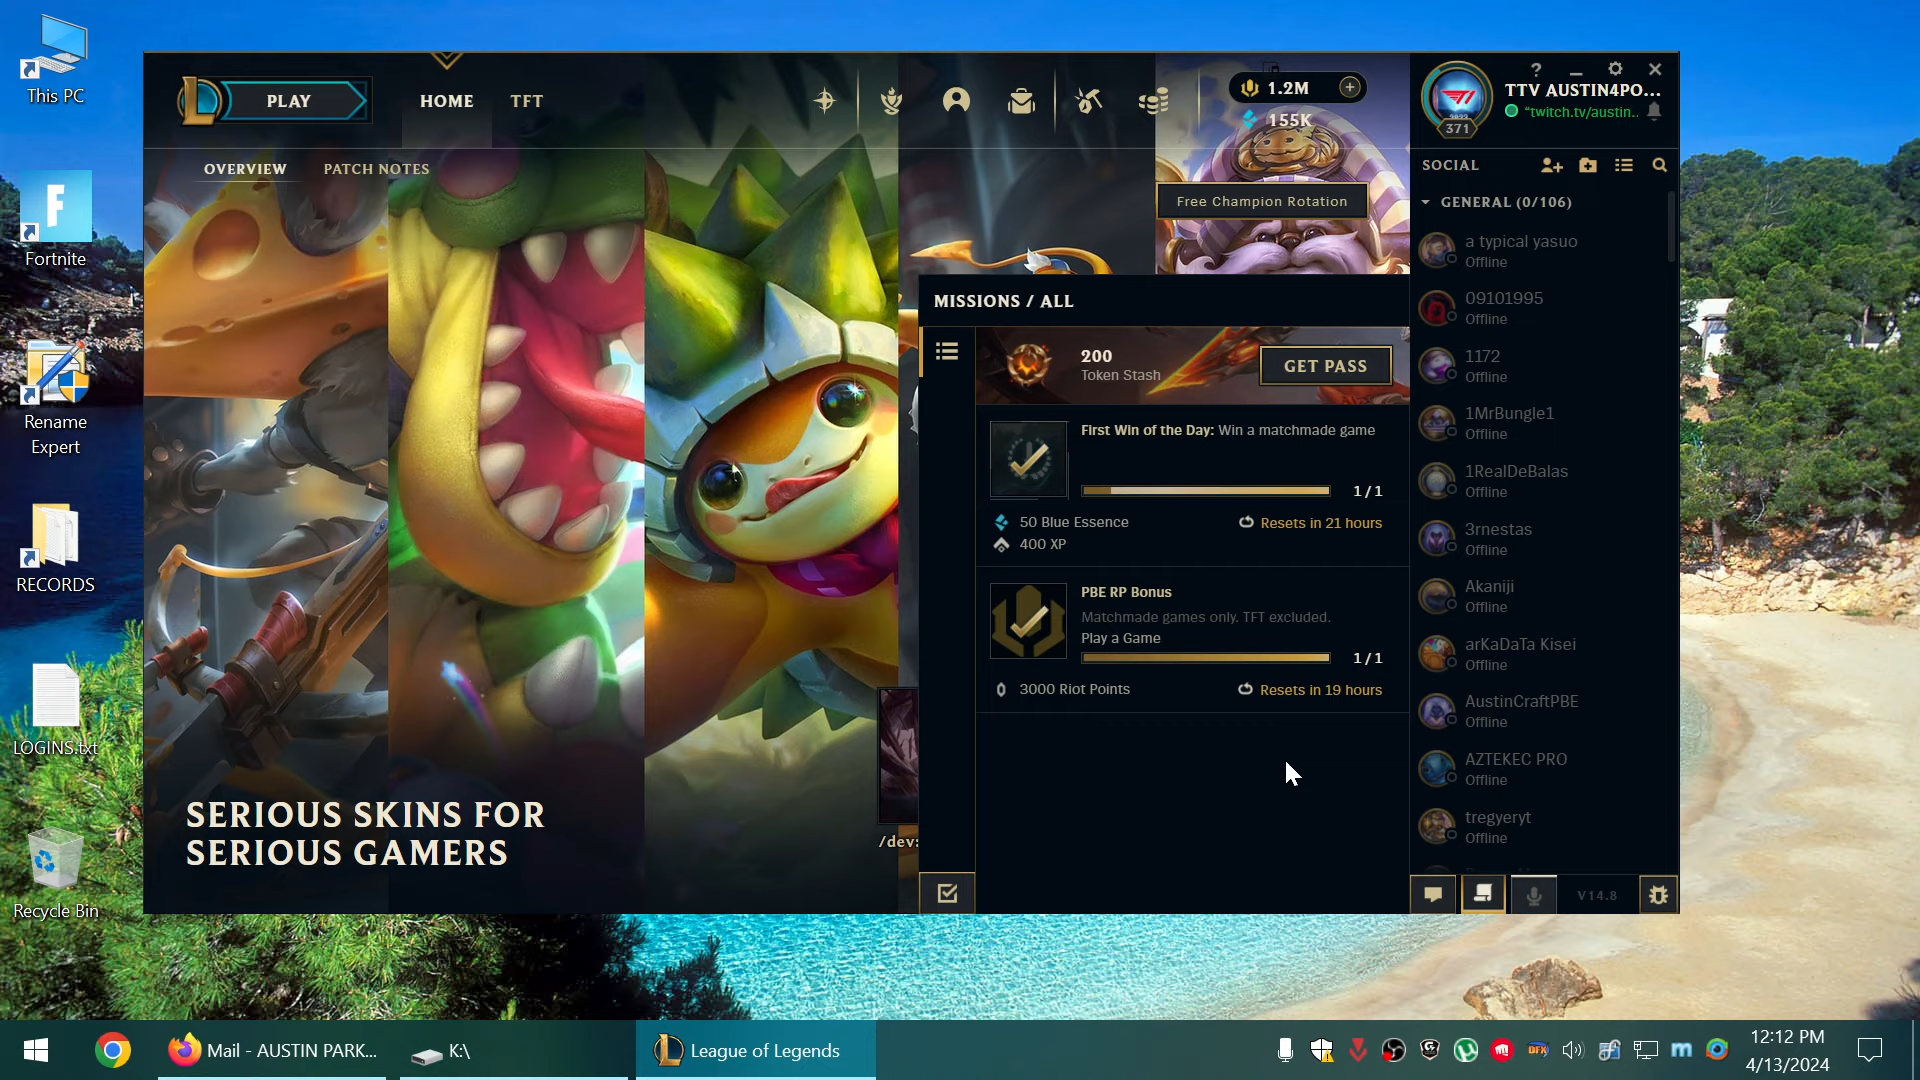 This PC
Fortnite
Rename
Expert
RECORDS
LOGINS.txt
Recycle Bin
PLAY
HOME
TFT
1.2M
155K
OVERVIEW
PATCH NOTES
Free Champion Rotation
SERIOUS SKINS FOR
SERIOUS GAMERS
/dev:
MISSIONS / ALL
200
Token Stash
GET PASS
First Win of the Day: Win a matchmade game
1 / 1
50 Blue Essence
Resets in 21 hours
400 XP
PBE RP Bonus
Matchmade games only. TFT excluded.
Play a Game
1 / 1
3000 Riot Points
Resets in 19 hours
371
TTV AUSTIN4PO...
"twitch.tv/austin..
SOCIAL
GENERAL (0/106)
a typical yasuo
Offline
09101995
Offline
1172
Offline
1MrBungle1
Offline
1RealDeBalas
Offline
3rnestas
Offline
Akaniji
Offline
arKaDaTa Kisei
Offline
AustinCraftPBE
Offline
AZTEKEC PRO
Offline
tregyeryt
Offline
V14.8
Mail - AUSTIN PARK...
K:\
League of Legends
DFX
12:12 PM
4/13/2024